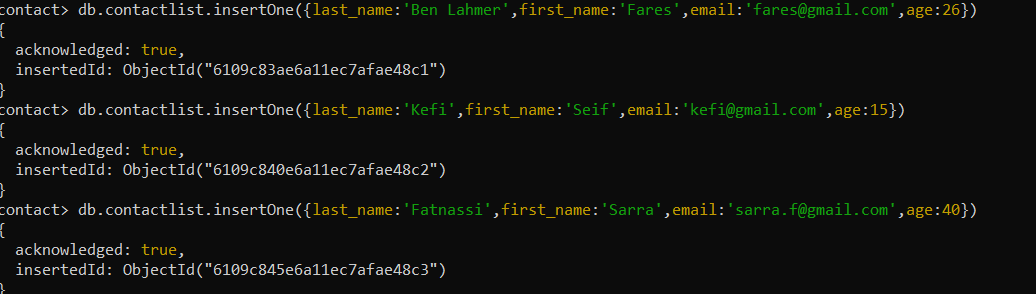 contact> db.contactlist.insertOne({last_name:'Ben Lahmer',first_name:'Fares',email:'fares@gmail.com',age:26})
{
  acknowledged: true,
  insertedId: ObjectId("6109c83ae6a11ec7afae48c1")
}
contact> db.contactlist.insertOne({last_name:'Kefi',first_name:'Seif',email:'kefi@gmail.com',age:15})
{
  acknowledged: true,
  insertedId: ObjectId("6109c840e6a11ec7afae48c2")
}
contact> db.contactlist.insertOne({last_name:'Fatnassi',first_name:'Sarra',email:'sarra.f@gmail.com',age:40})
{
  acknowledged: true,
  insertedId: ObjectId("6109c845e6a11ec7afae48c3")
}